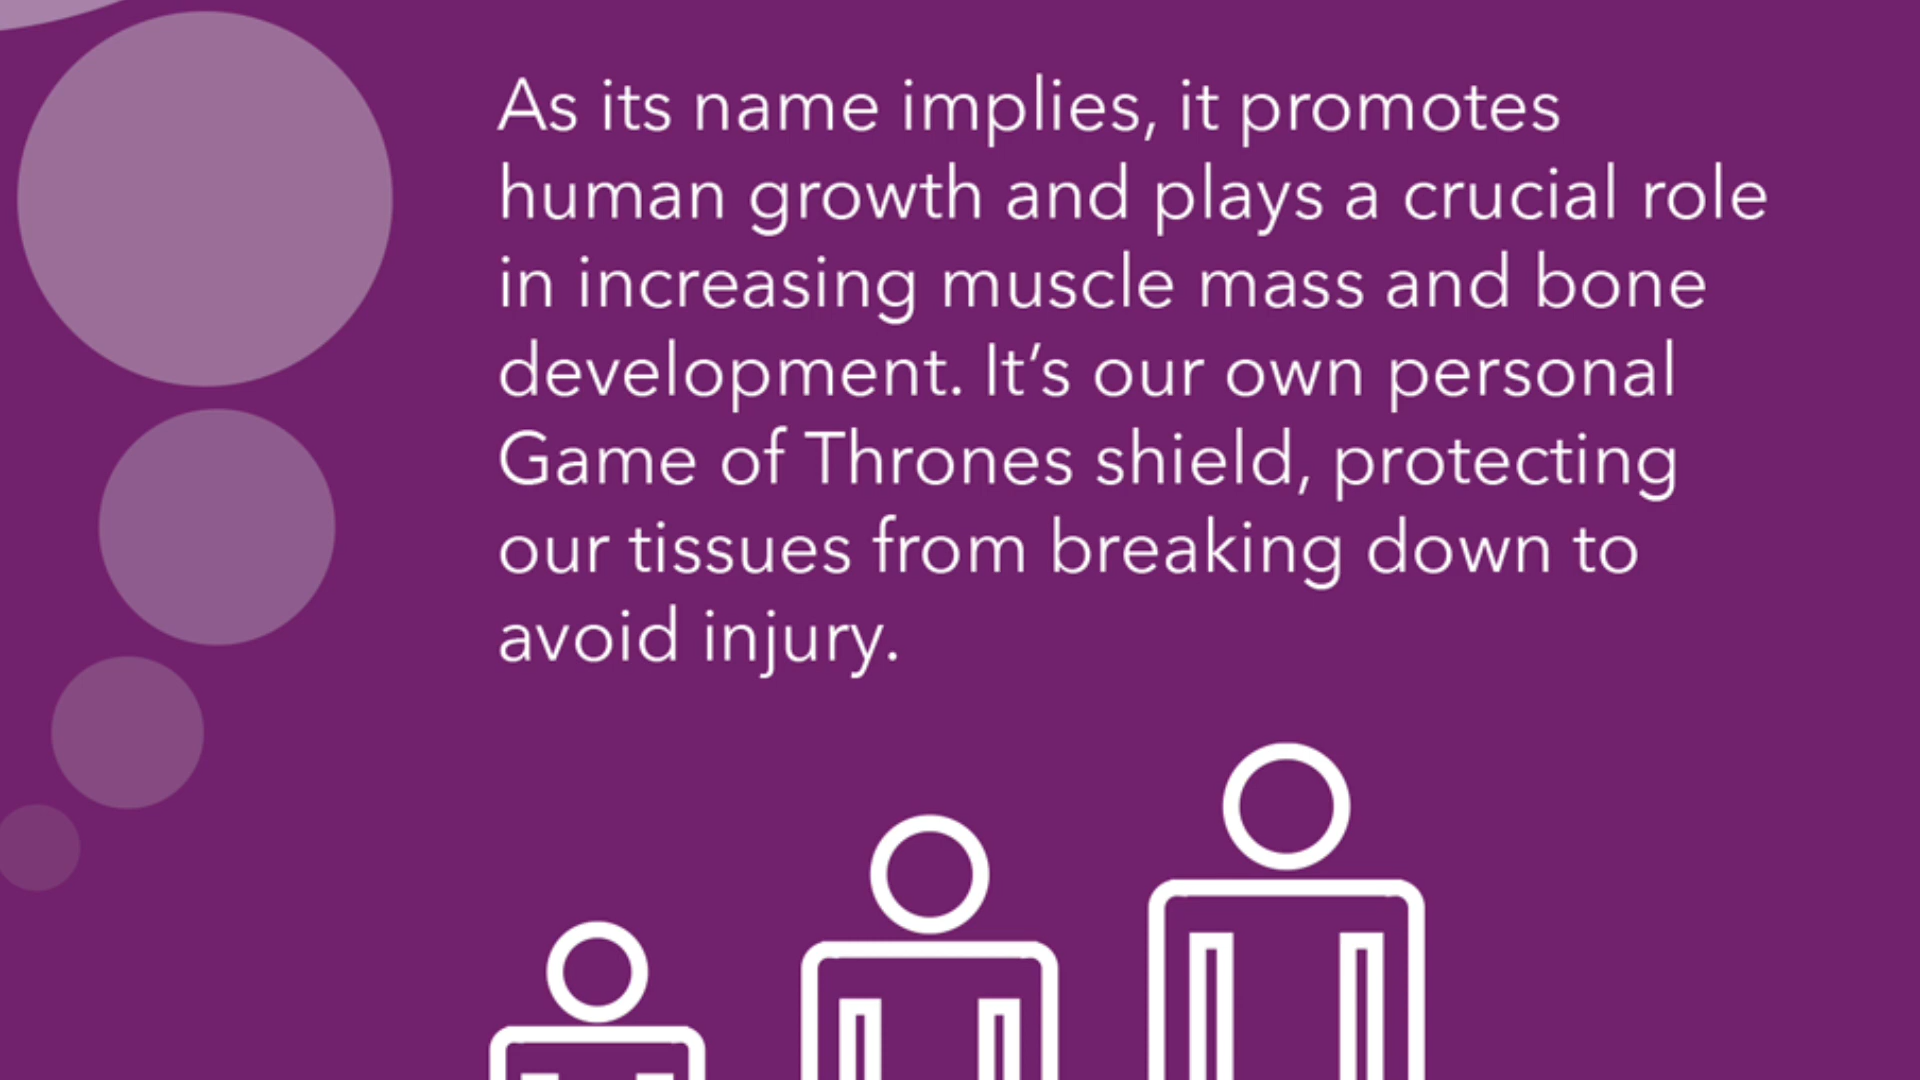 As its name implies, it promotes
human growth and plays a crucial role
in increasing muscle mass and bone
development. It’s our own personal
Game of Thrones shield, protecting
our tissues from breaking down to
avoid injury.